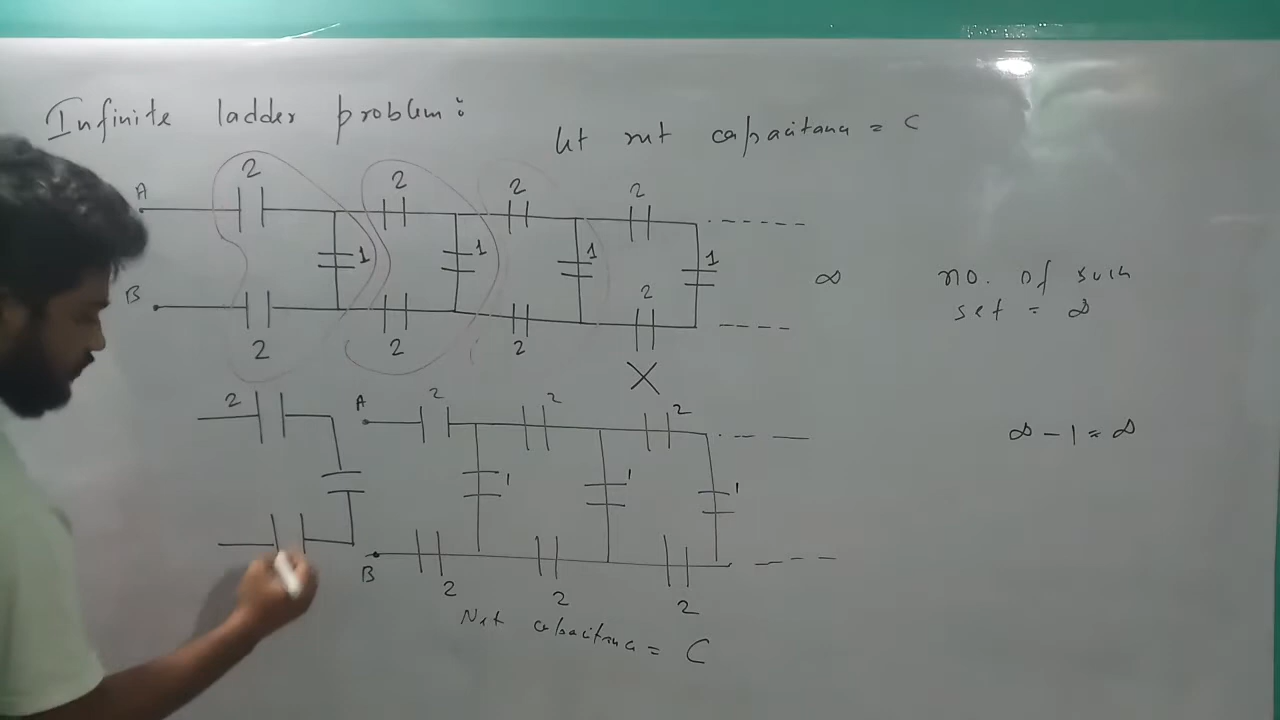 Infinite ladder problem:
let net capacitance = C
2 2 2 2
A
1 1 1 1
B
∞
no. of such
set = ∞
2 2 2 2
X
2 A 2 2 2
∞ - 1 = ∞
1 1 1
B 2 2 2
Net capacitance = C